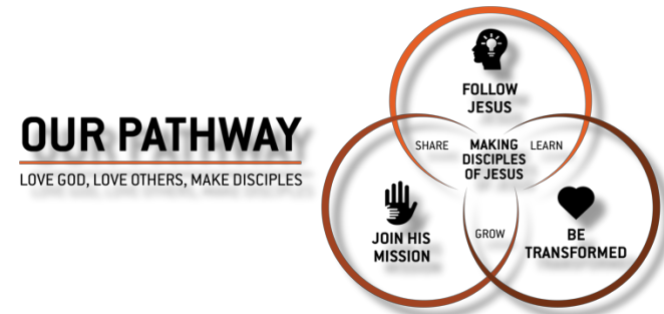 OUR PATHWAY
LOVE GOD, LOVE OTHERS, MAKE DISCIPLES
FOLLOW
JESUS
SHARE
MAKING
DISCIPLES
OF JESUS
LEARN
JOIN HIS
MISSION
GROW
BE
TRANSFORMED